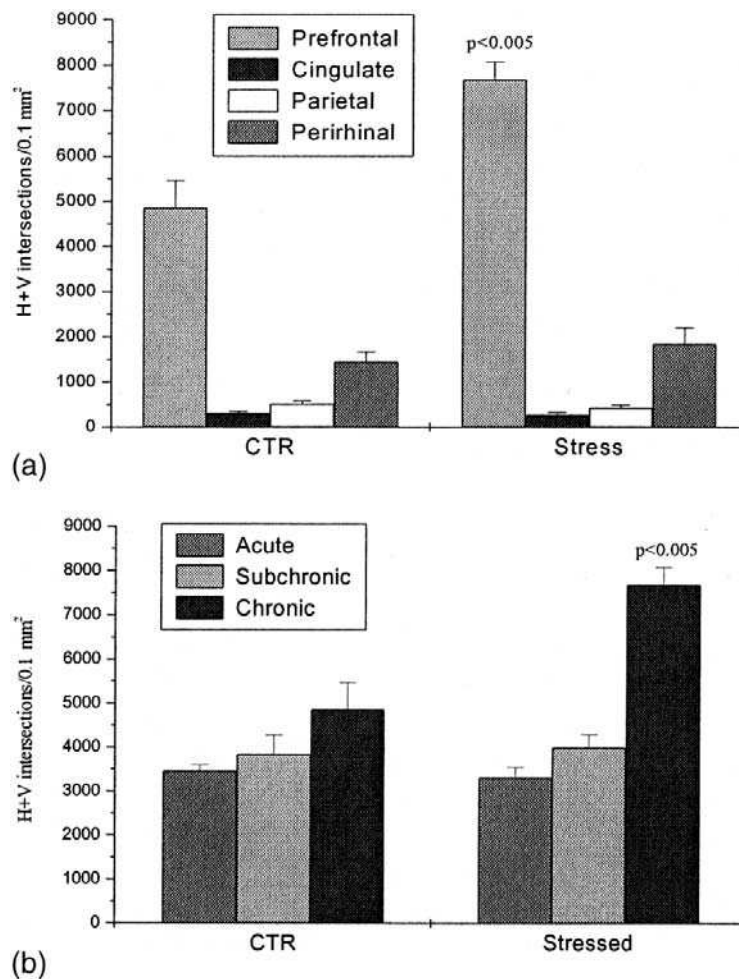 9000
8000
7000
6000
5000
4000
3000
2000
1000
0
H+V intersections/0.1 mm²
Prefrontal
Cingulate
Parietal
Perirhinal
p<0.005
CTR Stress
(a)
9000
8000
7000
6000
5000
4000
3000
2000
1000
0
H+V intersections/0.1 mm²
Acute
Subchronic
Chronic
p<0.005
CTR Stressed
(b)